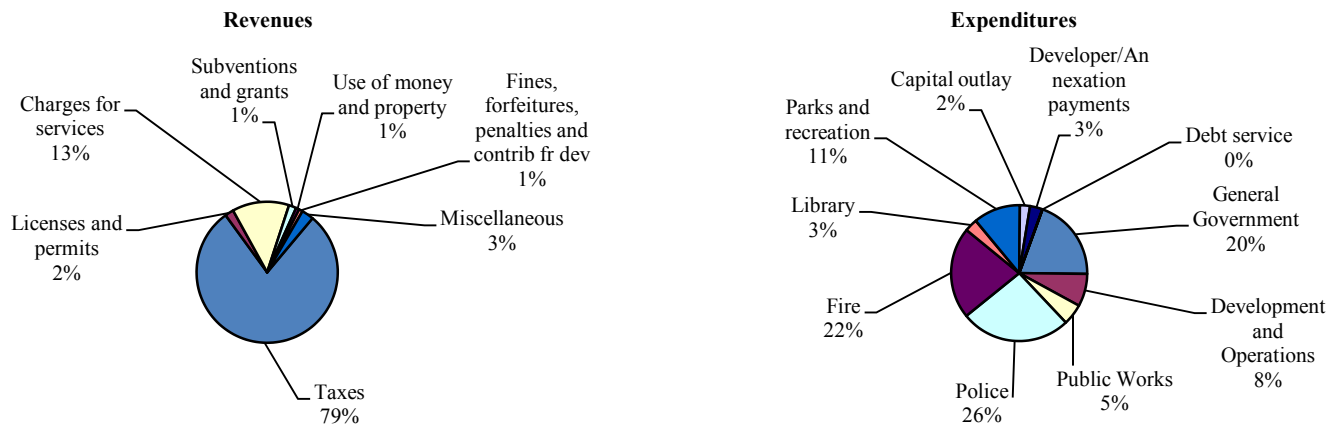 Revenues
Subventions
and grants
1%
Use of money
and property
1%
Fines,
forfeitures,
penalties and
contrib fr dev
1%
Charges for
services
13%
Licenses and
permits
2%
Miscellaneous
3%
Taxes
79%
Expenditures
Capital outlay
2%
Developer/An
nexation
payments
3%
Parks and
recreation
11%
Debt service
0%
Library
3%
General
Government
20%
Fire
22%
Development
and
Operations
8%
Police
26%
Public Works
5%